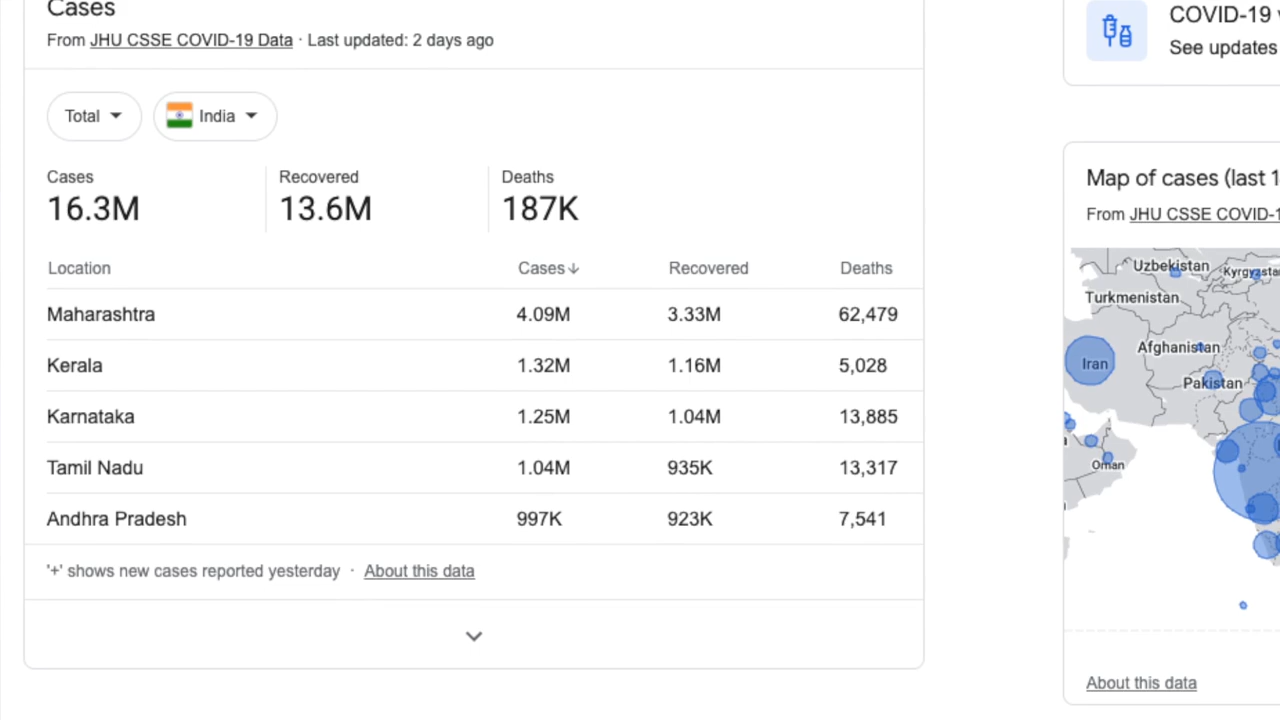 Cases
From JHU CSSE COVID-19 Data · Last updated: 2 days ago
Total
India
Cases
Recovered
Deaths
16.3M
13.6M
187K
Location Cases↓ Recovered Deaths
Maharashtra 4.09M 3.33M 62,479
Kerala 1.32M 1.16M 5,028
Karnataka 1.25M 1.04M 13,885
Tamil Nadu 1.04M 935K 13,317
Andhra Pradesh 997K 923K 7,541
'+' shows new cases reported yesterday · About this data
COVID-19
See updates
Map of cases (last 1
From JHU CSSE COVID-1
Uzbekistan
Kyrgyzsta
Turkmenistan
Afghanistan
Iran
Pakistan
Oman
About this data